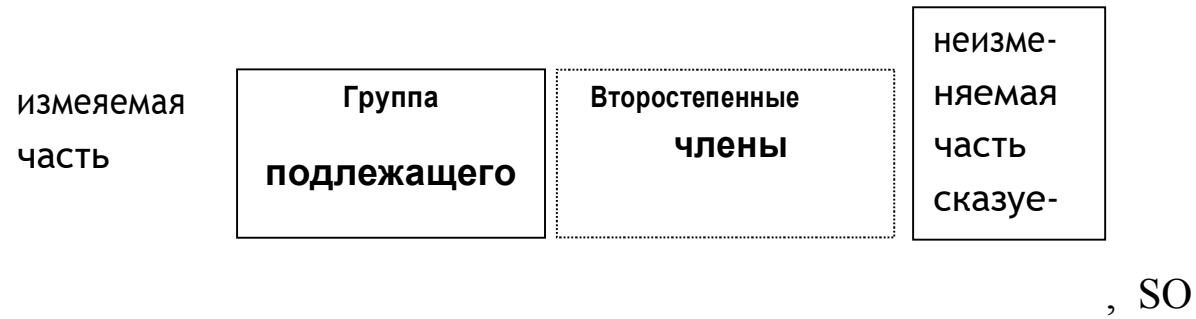 измеяемая
часть
Группа
подлежащего
Второстепенные
члены
неизме-
няемая
часть
сказуе-
, SO